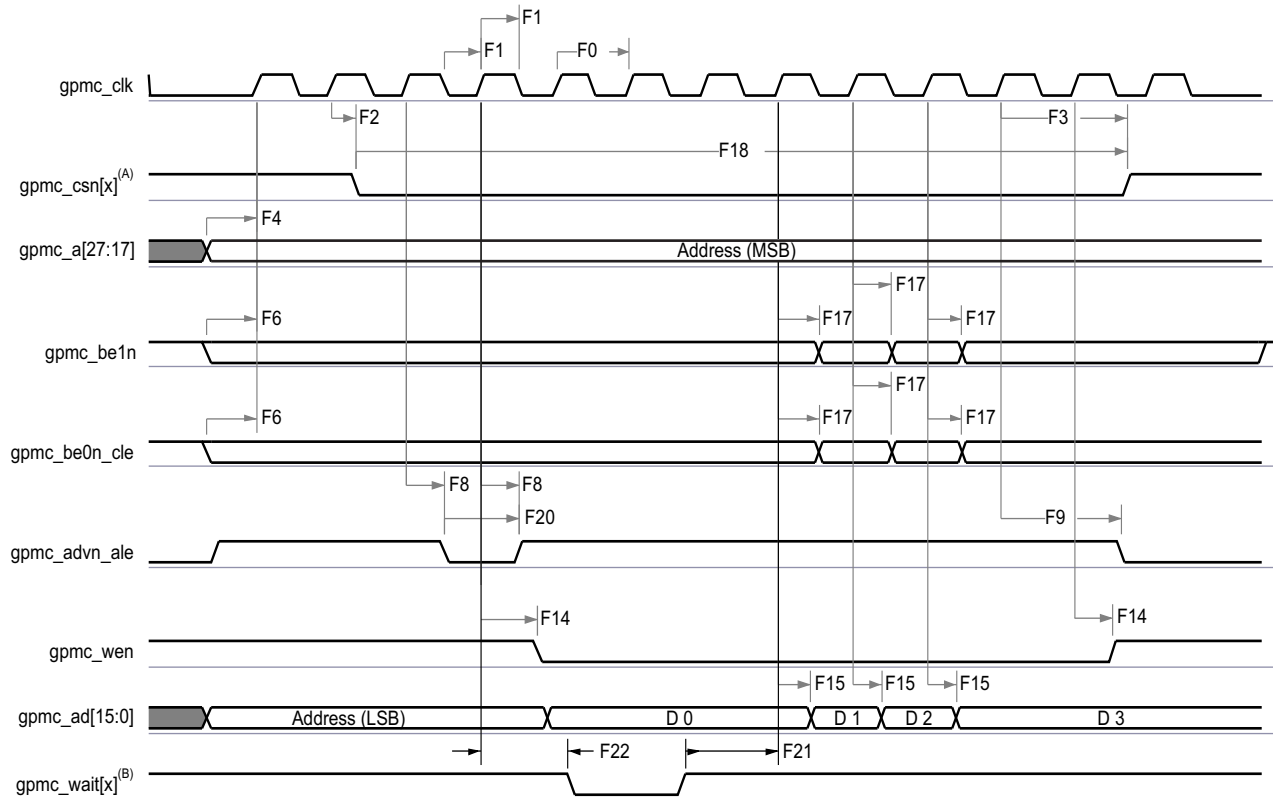 F1
F1
F0
gpmc_clk
F2
F3
F18
gpmc_csn[x](A)
F4
gpmc_a[27:17]
Address (MSB)
F17
F6
F17
F17
gpmc_be1n
F17
F6
F17
F17
gpmc_be0n_cle
F8
F8
F20
F9
gpmc_advn_ale
F14
F14
gpmc_wen
F15
F15
F15
gpmc_ad[15:0]
Address (LSB)
D 0
D 1
D 2
D 3
F22
F21
gpmc_wait[x](B)